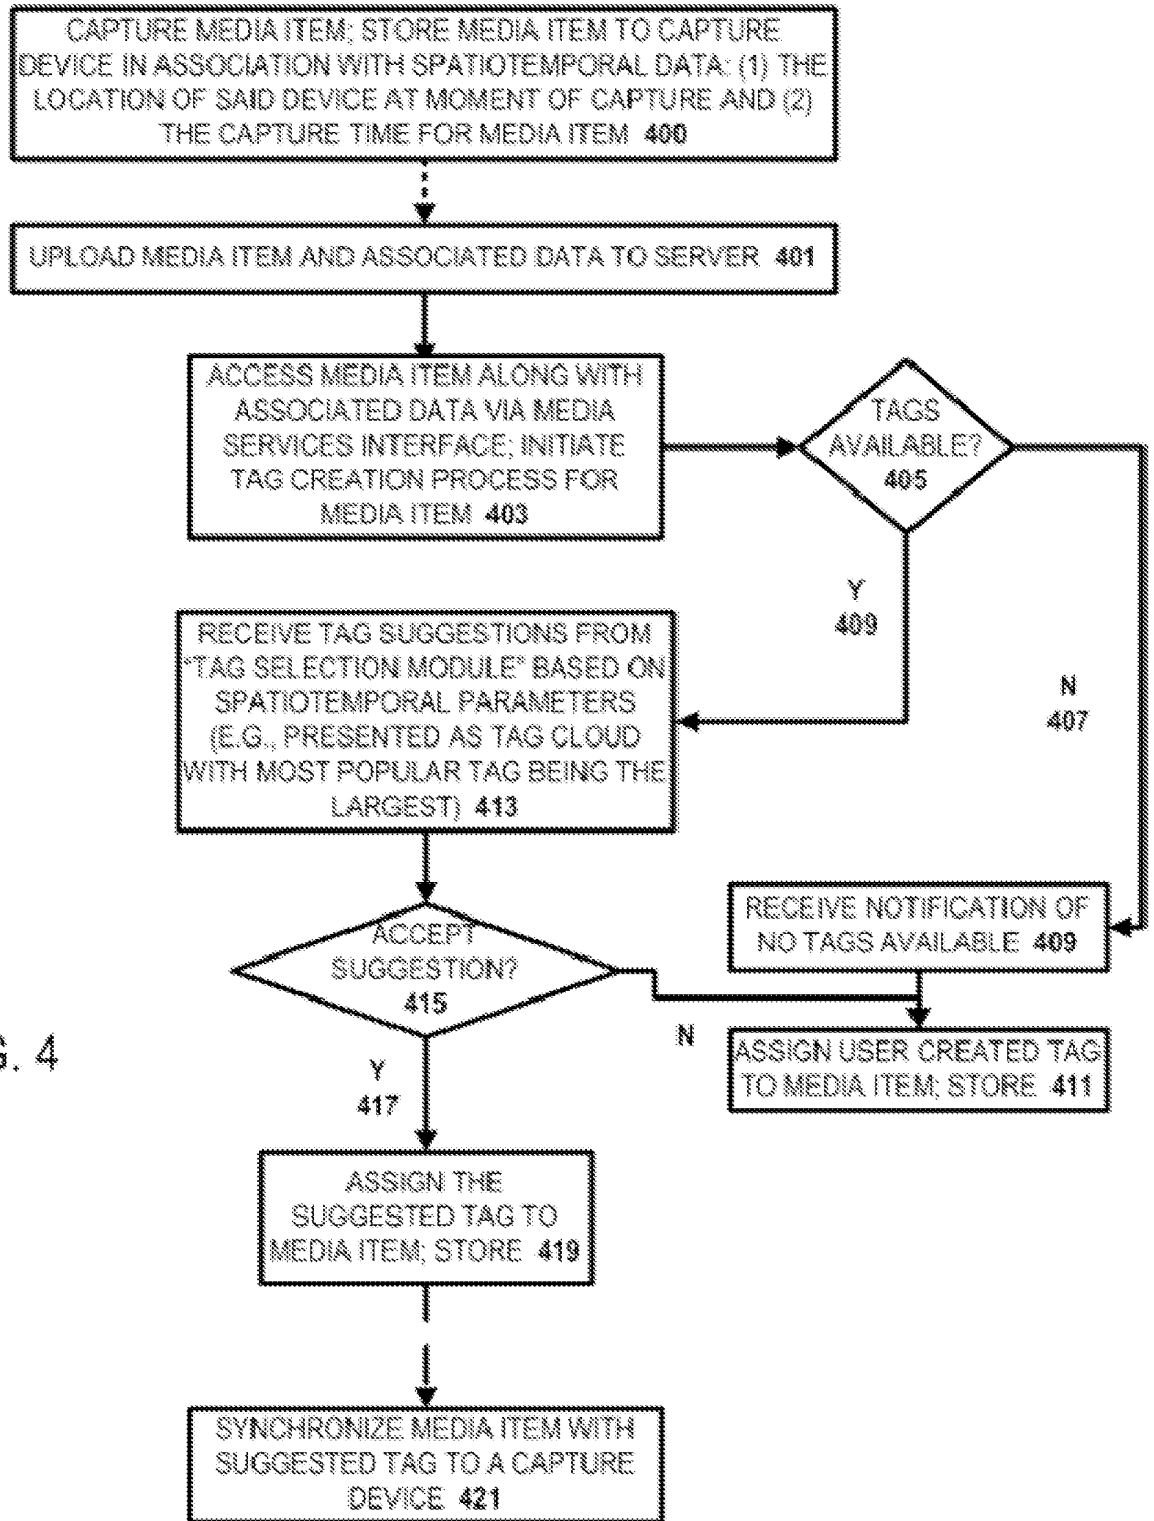 CAPTURE MEDIA ITEM; STORE MEDIA ITEM TO CAPTURE
DEVICE IN ASSOCIATION WITH SPATIOTEMPORAL DATA: (1) THE
LOCATION OF SAID DEVICE AT MOMENT OF CAPTURE AND (2)
THE CAPTURE TIME FOR MEDIA ITEM 400
UPLOAD MEDIA ITEM AND ASSOCIATED DATA TO SERVER 401
ACCESS MEDIA ITEM ALONG WITH
ASSOCIATED DATA VIA MEDIA
SERVICES INTERFACE; INITIATE
TAG CREATION PROCESS FOR
MEDIA ITEM 403
TAGS
AVAILABLE?
405
Y
409
N
407
RECEIVE TAG SUGGESTIONS FROM
"TAG SELECTION MODULE" BASED ON
SPATIOTEMPORAL PARAMETERS
(E.G., PRESENTED AS TAG CLOUD
WITH MOST POPULAR TAG BEING THE
LARGEST) 413
RECEIVE NOTIFICATION OF
NO TAGS AVAILABLE 409
ACCEPT
SUGGESTION?
415
N
ASSIGN USER CREATED TAG
TO MEDIA ITEM; STORE 411
G. 4
Y
417
ASSIGN THE
SUGGESTED TAG TO
MEDIA ITEM; STORE 419
SYNCHRONIZE MEDIA ITEM WITH
SUGGESTED TAG TO A CAPTURE
DEVICE 421